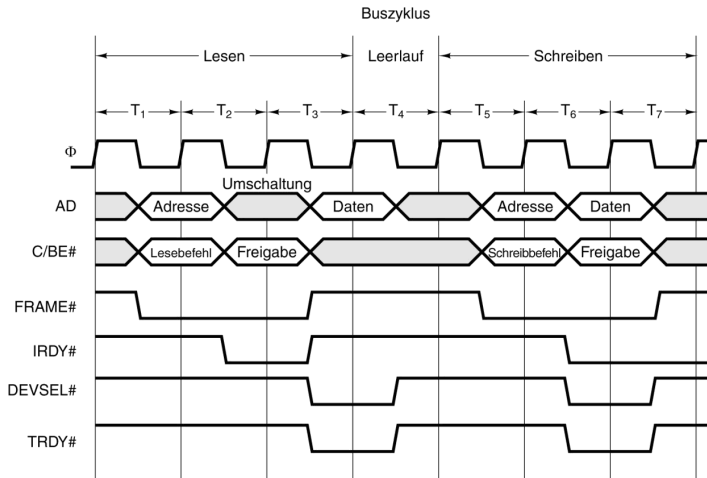 Buszyklus
Lesen Leerlauf Schreiben
T1 T2 T3 T4 T5 T6 T7
Φ
Umschaltung
AD Adresse Daten Adresse Daten
C/BE# Lesebefehl Freigabe Schreibbefehl Freigabe
FRAME#
IRDY#
DEVSEL#
TRDY#